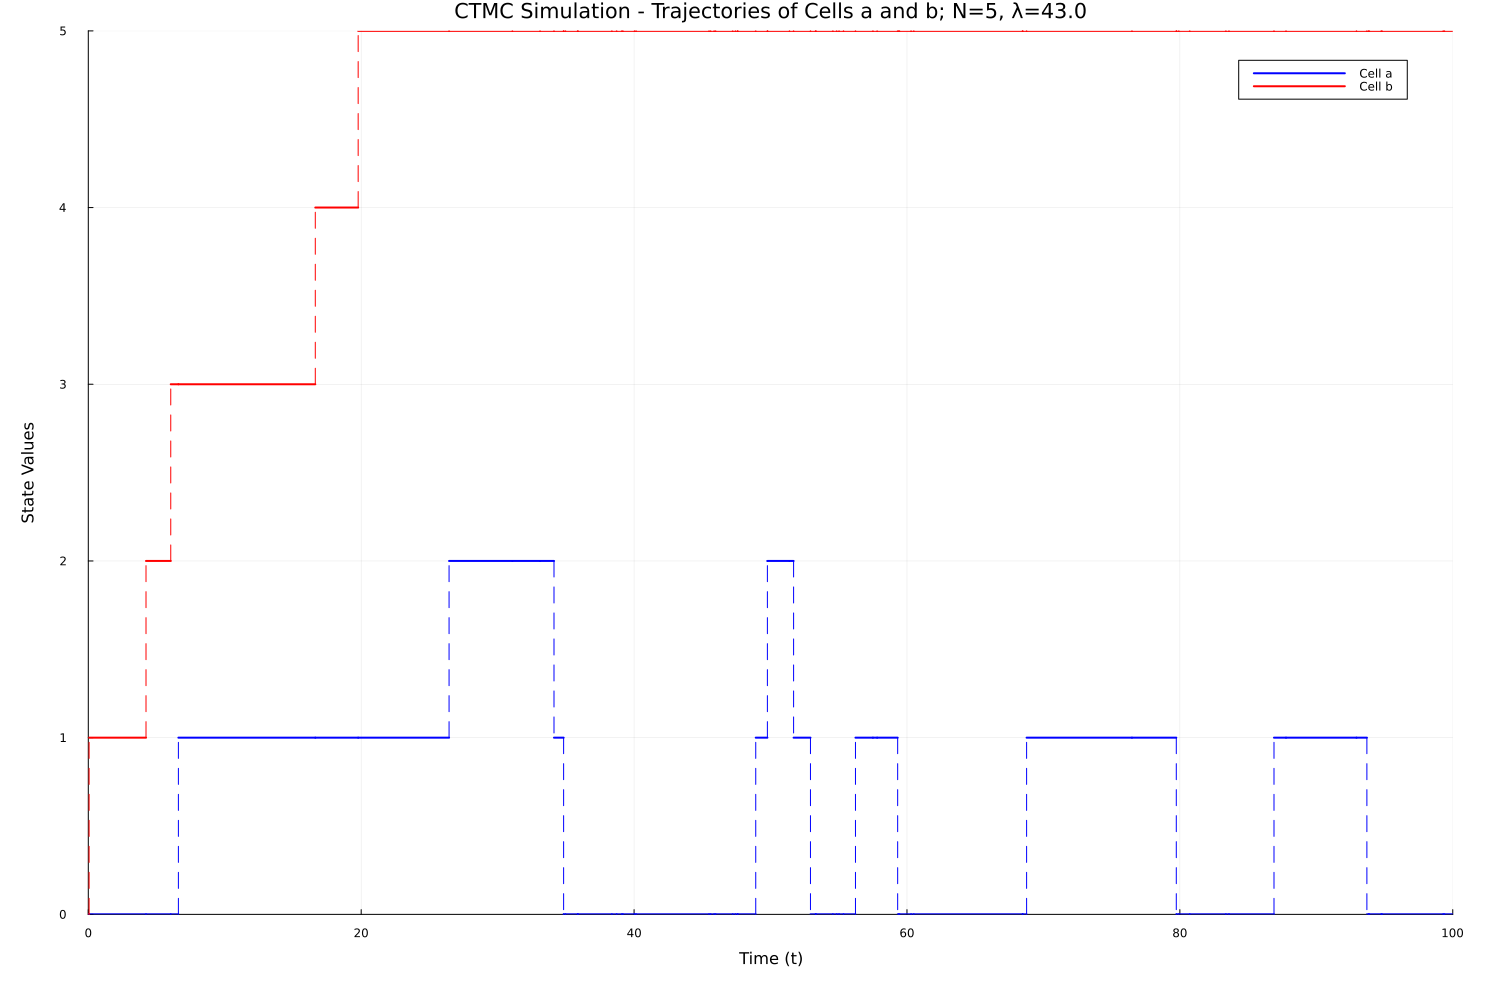 CTMC Simulation - Trajectories of Cells a and b; N=5, λ=43.0
5
Cell a
Cell b
4
3
State Values
2
1
0
0 20 40 60 80 100
Time (t)